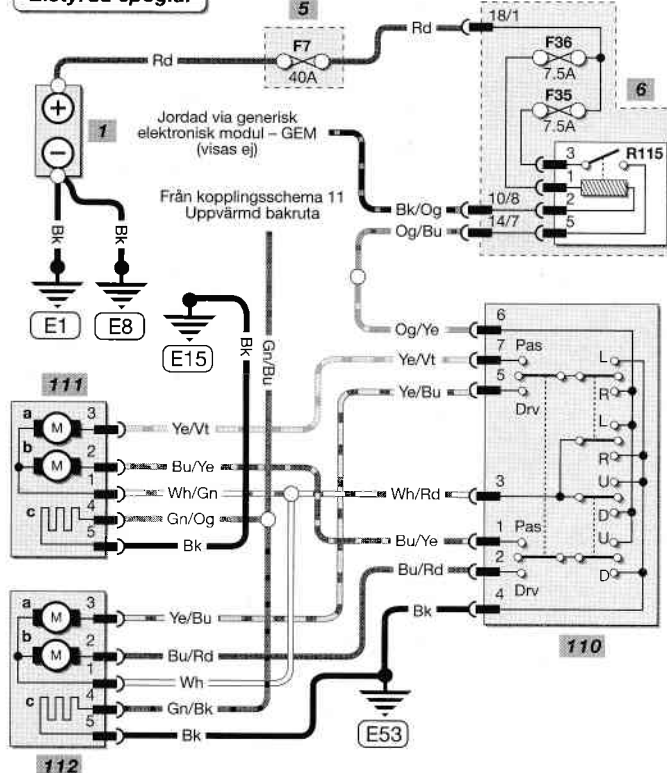 Elstyrda speglar
5
18/1
Rd
F7
40A
Rd
F36
7.5A
6
F35
7.5A
1
Jordad via generisk
elektronisk modul – GEM
(visas ej)
3
R115
1
2
5
Från kopplingsschema 11
Uppvärmd bakruta
Bk/Og
10/8
Og/Bu
14/7
Bk
Bk
E1
E8
E15
Bk
Gn/Bu
Og/Ye
6
Ye/Vt
7
Pas
L
5
Ye/Bu
Drv
R
L
R
111
a
M
3
Ye/Vt
b
M
2
Bu/Ye
1
Wh/Gn
Wh/Rd
3
U
D
c
4
Gn/Og
5
Bk
Bu/Ye
1
Pas
U
Bu/Rd
2
Drv
D
4
Bk
110
a
M
3
Ye/Bu
b
M
2
Bu/Rd
1
Wh
c
4
Gn/Bk
5
Bk
E53
112